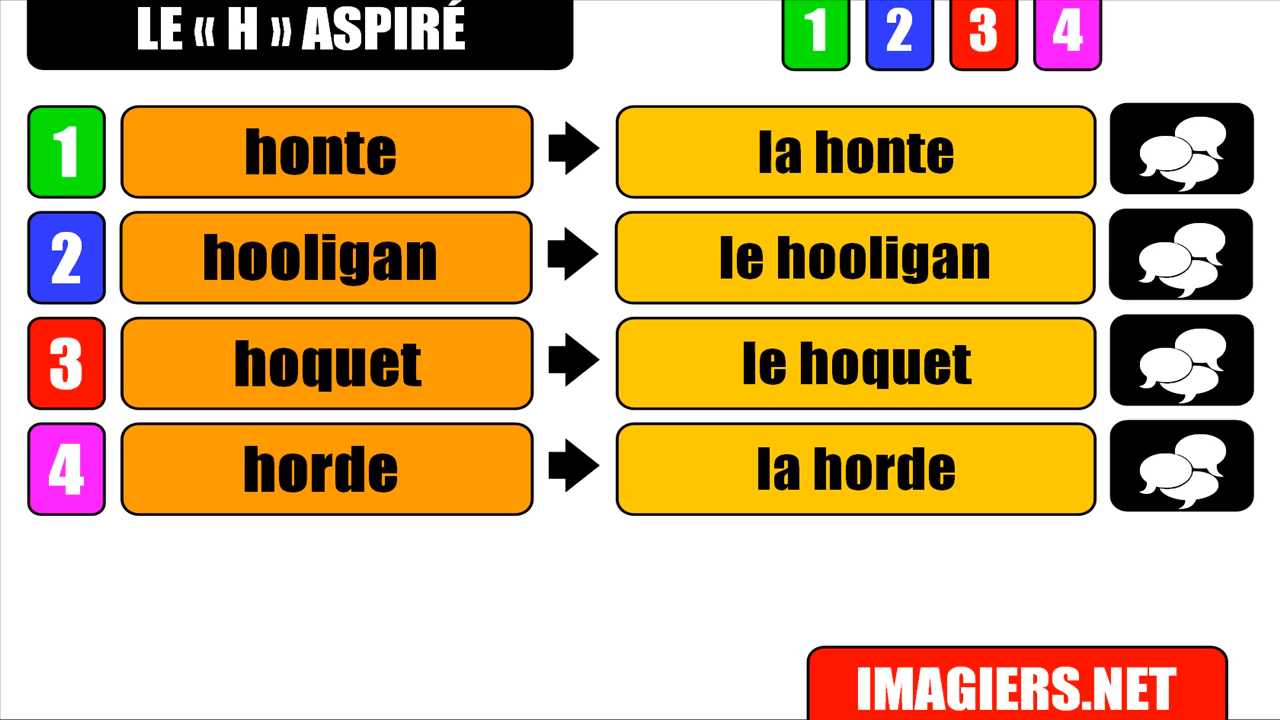 LE « H » ASPIRÉ
1 2 3 4
1 honte la honte
2 hooligan le hooligan
3 hoquet le hoquet
4 horde la horde
IMAGIERS.NET